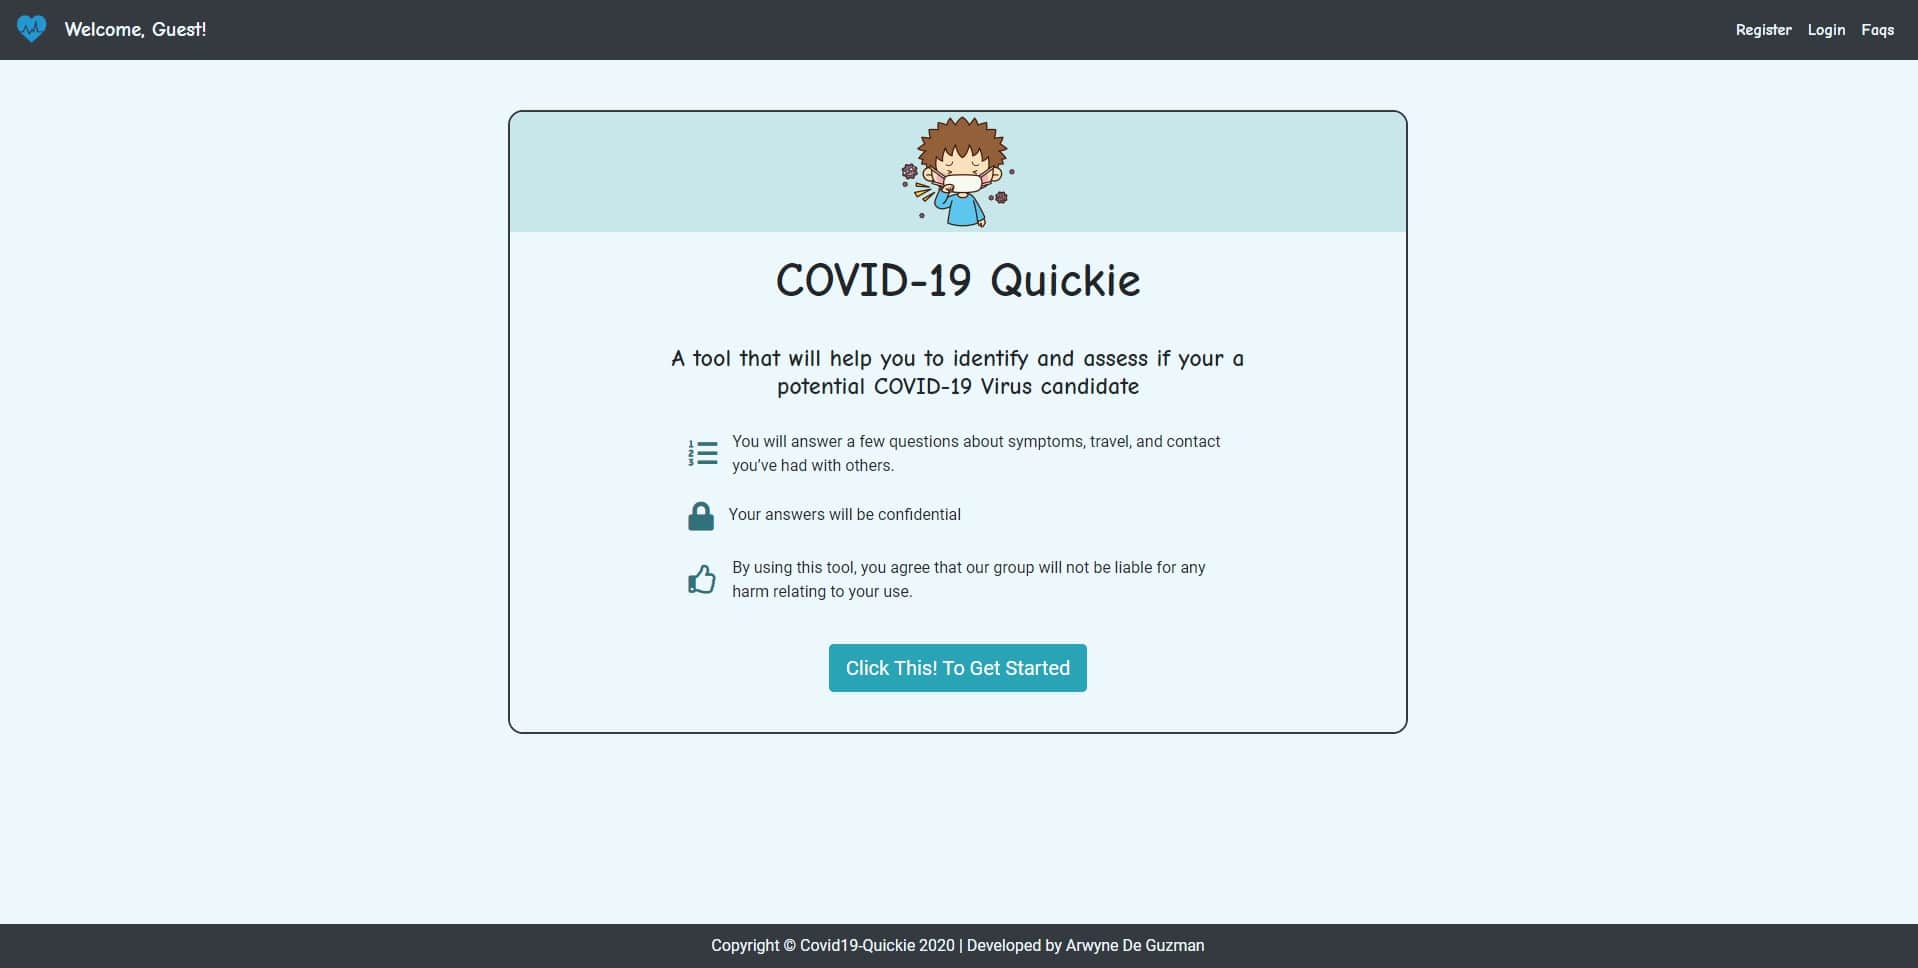 Welcome, Guest!
Register Login Faqs
COVID-19 Quickie
A tool that will help you to identify and assess if your a
potential COVID-19 Virus candidate
1
2
3
You will answer a few questions about symptoms, travel, and contact
you've had with others.
Your answers will be confidential
By using this tool, you agree that our group will not be liable for any
harm relating to your use.
Click This! To Get Started
Copyright © Covid19-Quickie 2020 | Developed by Arwyne De Guzman